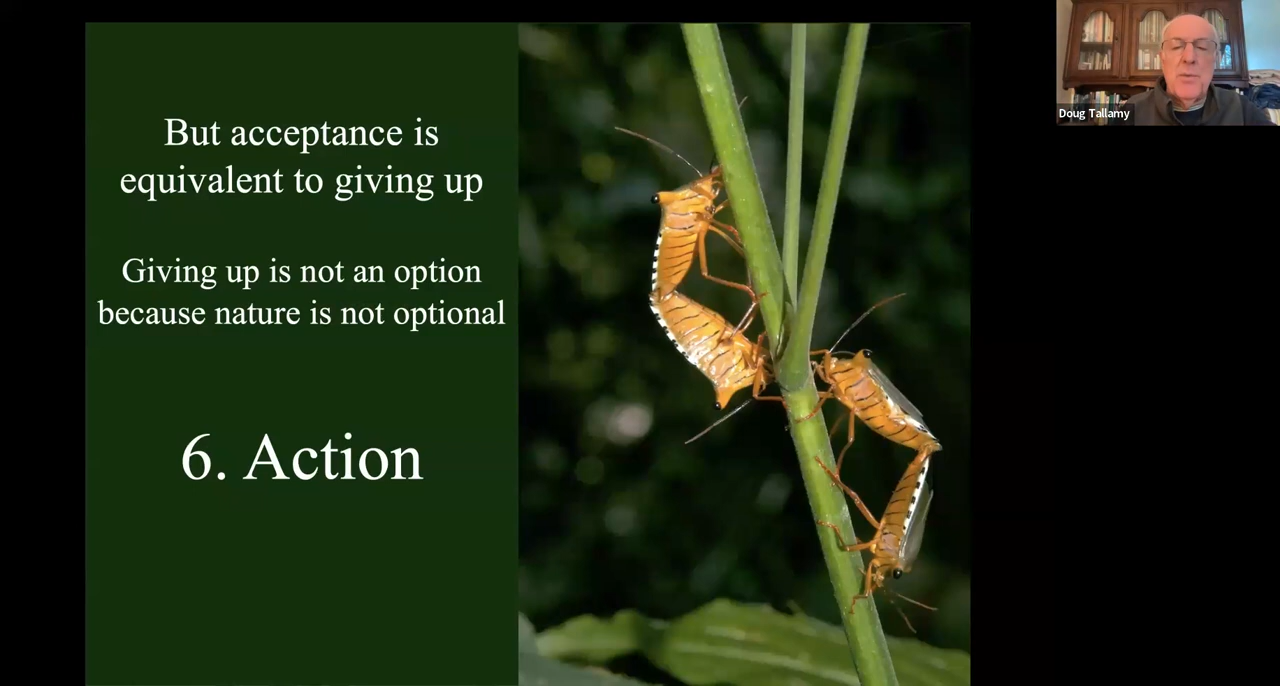 But acceptance is
equivalent to giving up
Giving up is not an option
because nature is not optional
6. Action
Doug Tallamy